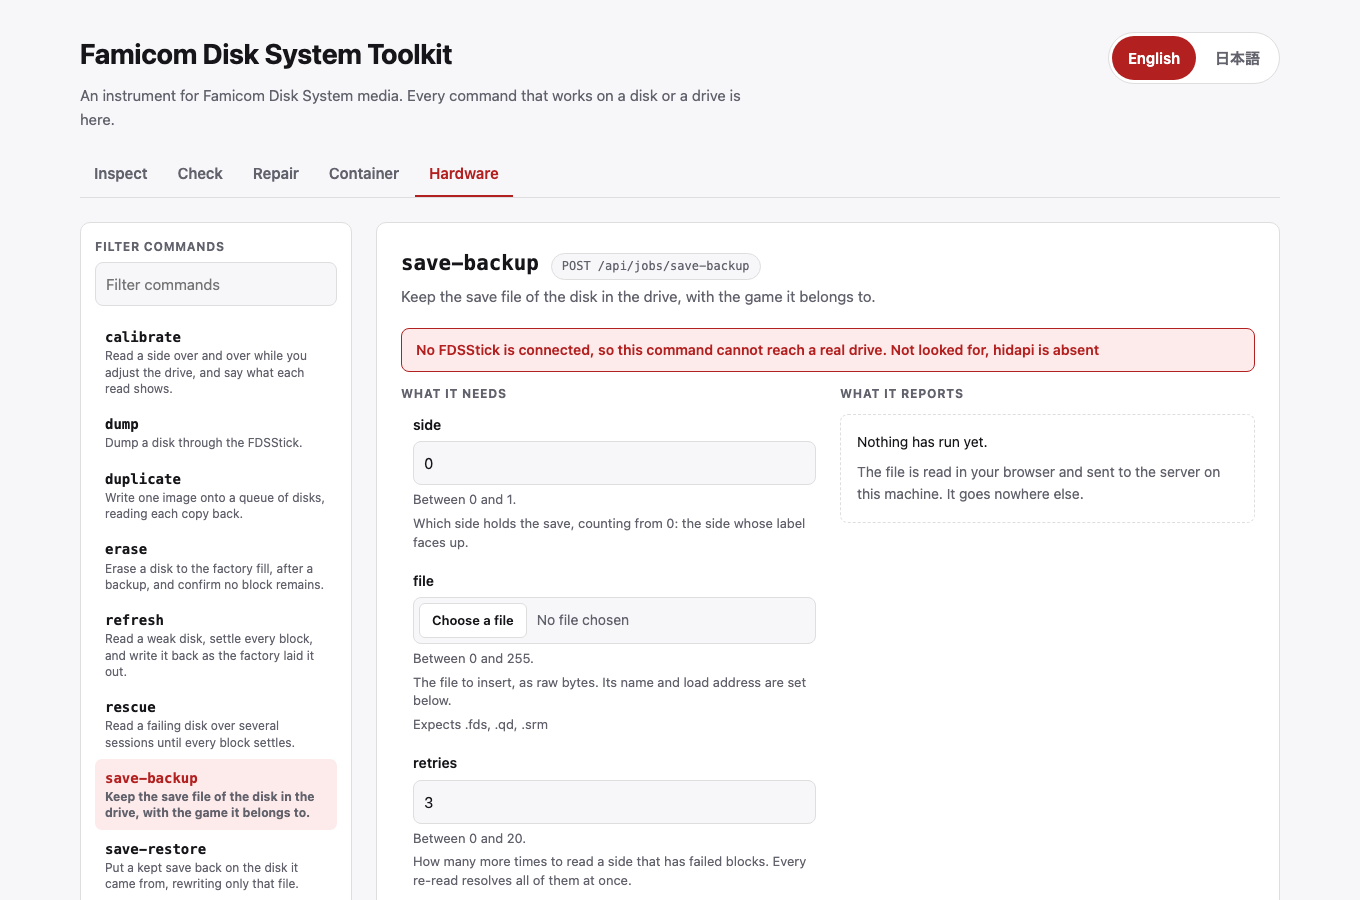 Famicom Disk System Toolkit
English
日本語
An instrument for Famicom Disk System media. Every command that works on a disk or a drive is
here.
Inspect
Check
Repair
Container
Hardware
FILTER COMMANDS
Filter commands
calibrate
Read a side over and over while you
adjust the drive, and say what each
read shows.
dump
Dump a disk through the FDSStick.
duplicate
Write one image onto a queue of disks,
reading each copy back.
erase
Erase a disk to the factory fill, after a
backup, and confirm no block remains.
refresh
Read a weak disk, settle every block,
and write it back as the factory laid it
out.
rescue
Read a failing disk over several
sessions until every block settles.
save-backup
Keep the save file of the disk in the
drive, with the game it belongs to.
save-restore
Put a kept save back on the disk it
came from, rewriting only that file.
save-backup
POST /api/jobs/save-backup
Keep the save file of the disk in the drive, with the game it belongs to.
No FDSStick is connected, so this command cannot reach a real drive. Not looked for, hidapi is absent
WHAT IT NEEDS
side
0
Between 0 and 1.
Which side holds the save, counting from 0: the side whose label
faces up.
file
Choose a file
No file chosen
Between 0 and 255.
The file to insert, as raw bytes. Its name and load address are set
below.
Expects .fds, .qd, .srm
retries
3
Between 0 and 20.
How many more times to read a side that has failed blocks. Every
re-read resolves all of them at once.
WHAT IT REPORTS
Nothing has run yet.
The file is read in your browser and sent to the server on
this machine. It goes nowhere else.